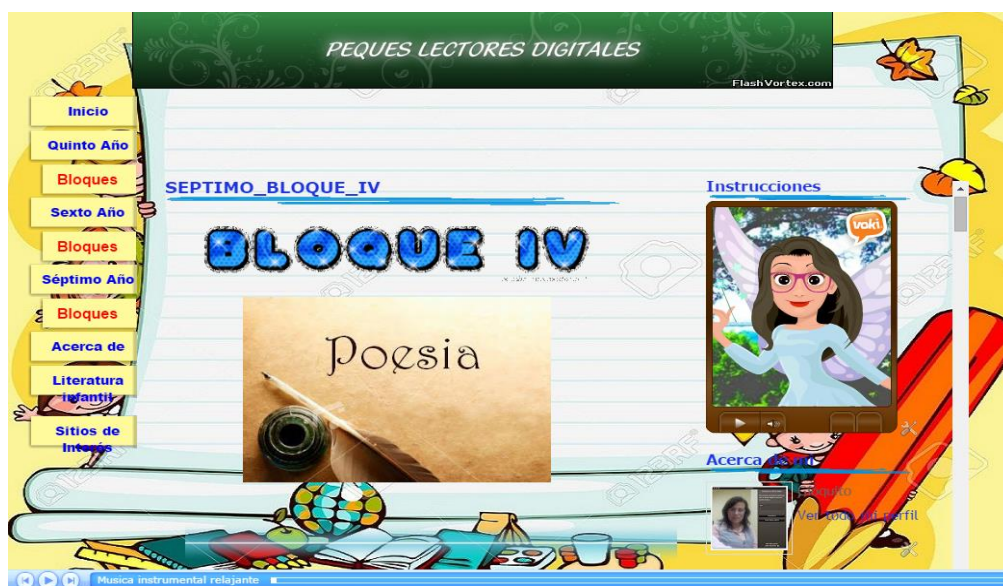 PEQUES LECTORES DIGITALES
FlashVortex.com
Inicio
Quinto Año
Bloques
Sexto Año
Bloques
Séptimo Año
Bloques
Acerca de
Literatura
infantil
Sitios de
Interés
SEPTIMO_BLOQUE_IV
BLOQUE IV
Poesia
Instrucciones
voki
Acerca de mí
Ver todo mi perfil
Musica instrumental relajante
123RF